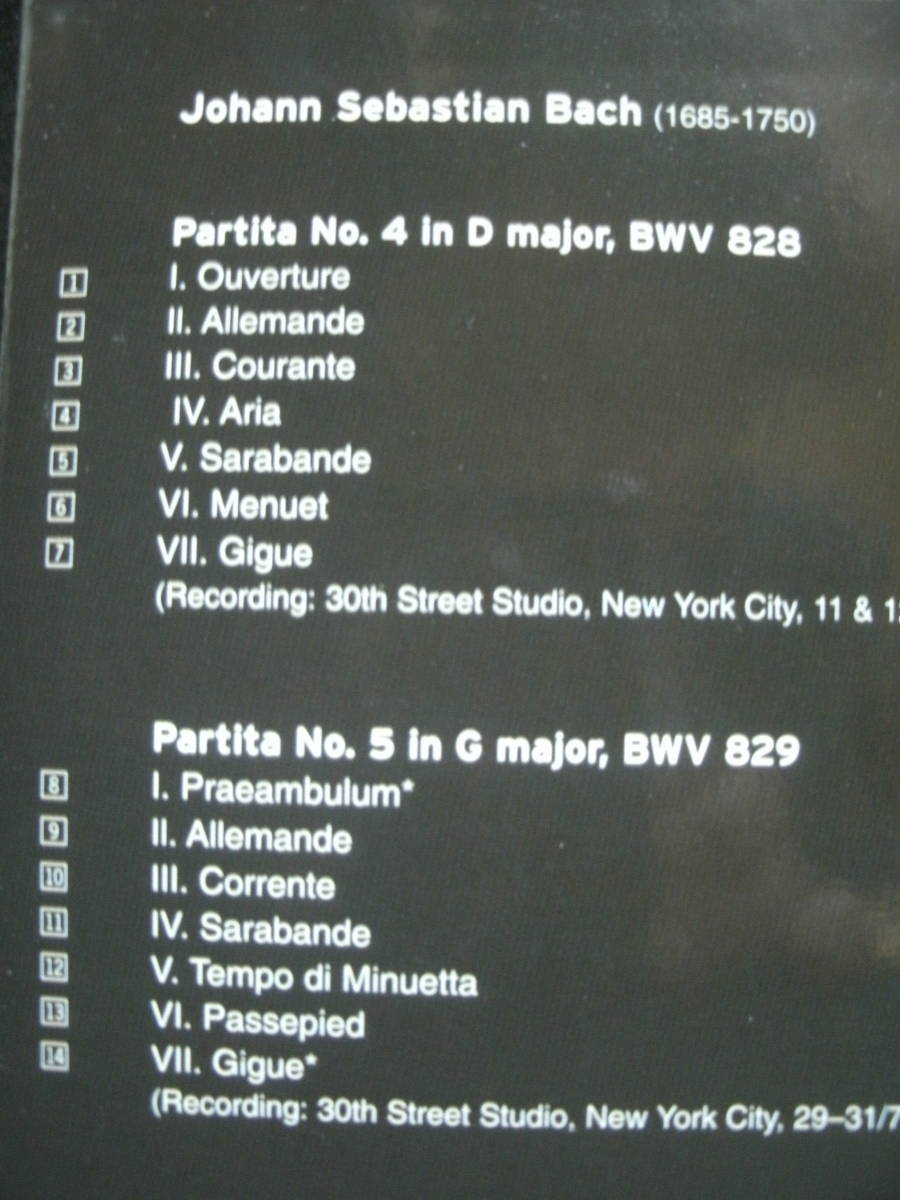 Johann Sebastian Bach (1685-1750)
Partita No. 4 in D major, BWV 828
1 I. Ouverture
2 II. Allemande
3 III. Courante
4 IV. Aria
5 V. Sarabande
6 VI. Menuet
7 VII. Gigue
(Recording: 30th Street Studio, New York City, 11 & 1
Partita No. 5 in G major, BWV 829
8 I. Praeambulum*
9 II. Allemande
10 III. Corrente
11 IV. Sarabande
12 V. Tempo di Minuetta
13 VI. Passepied
14 VII. Gigue*
(Recording: 30th Street Studio, New York City, 29–31/7